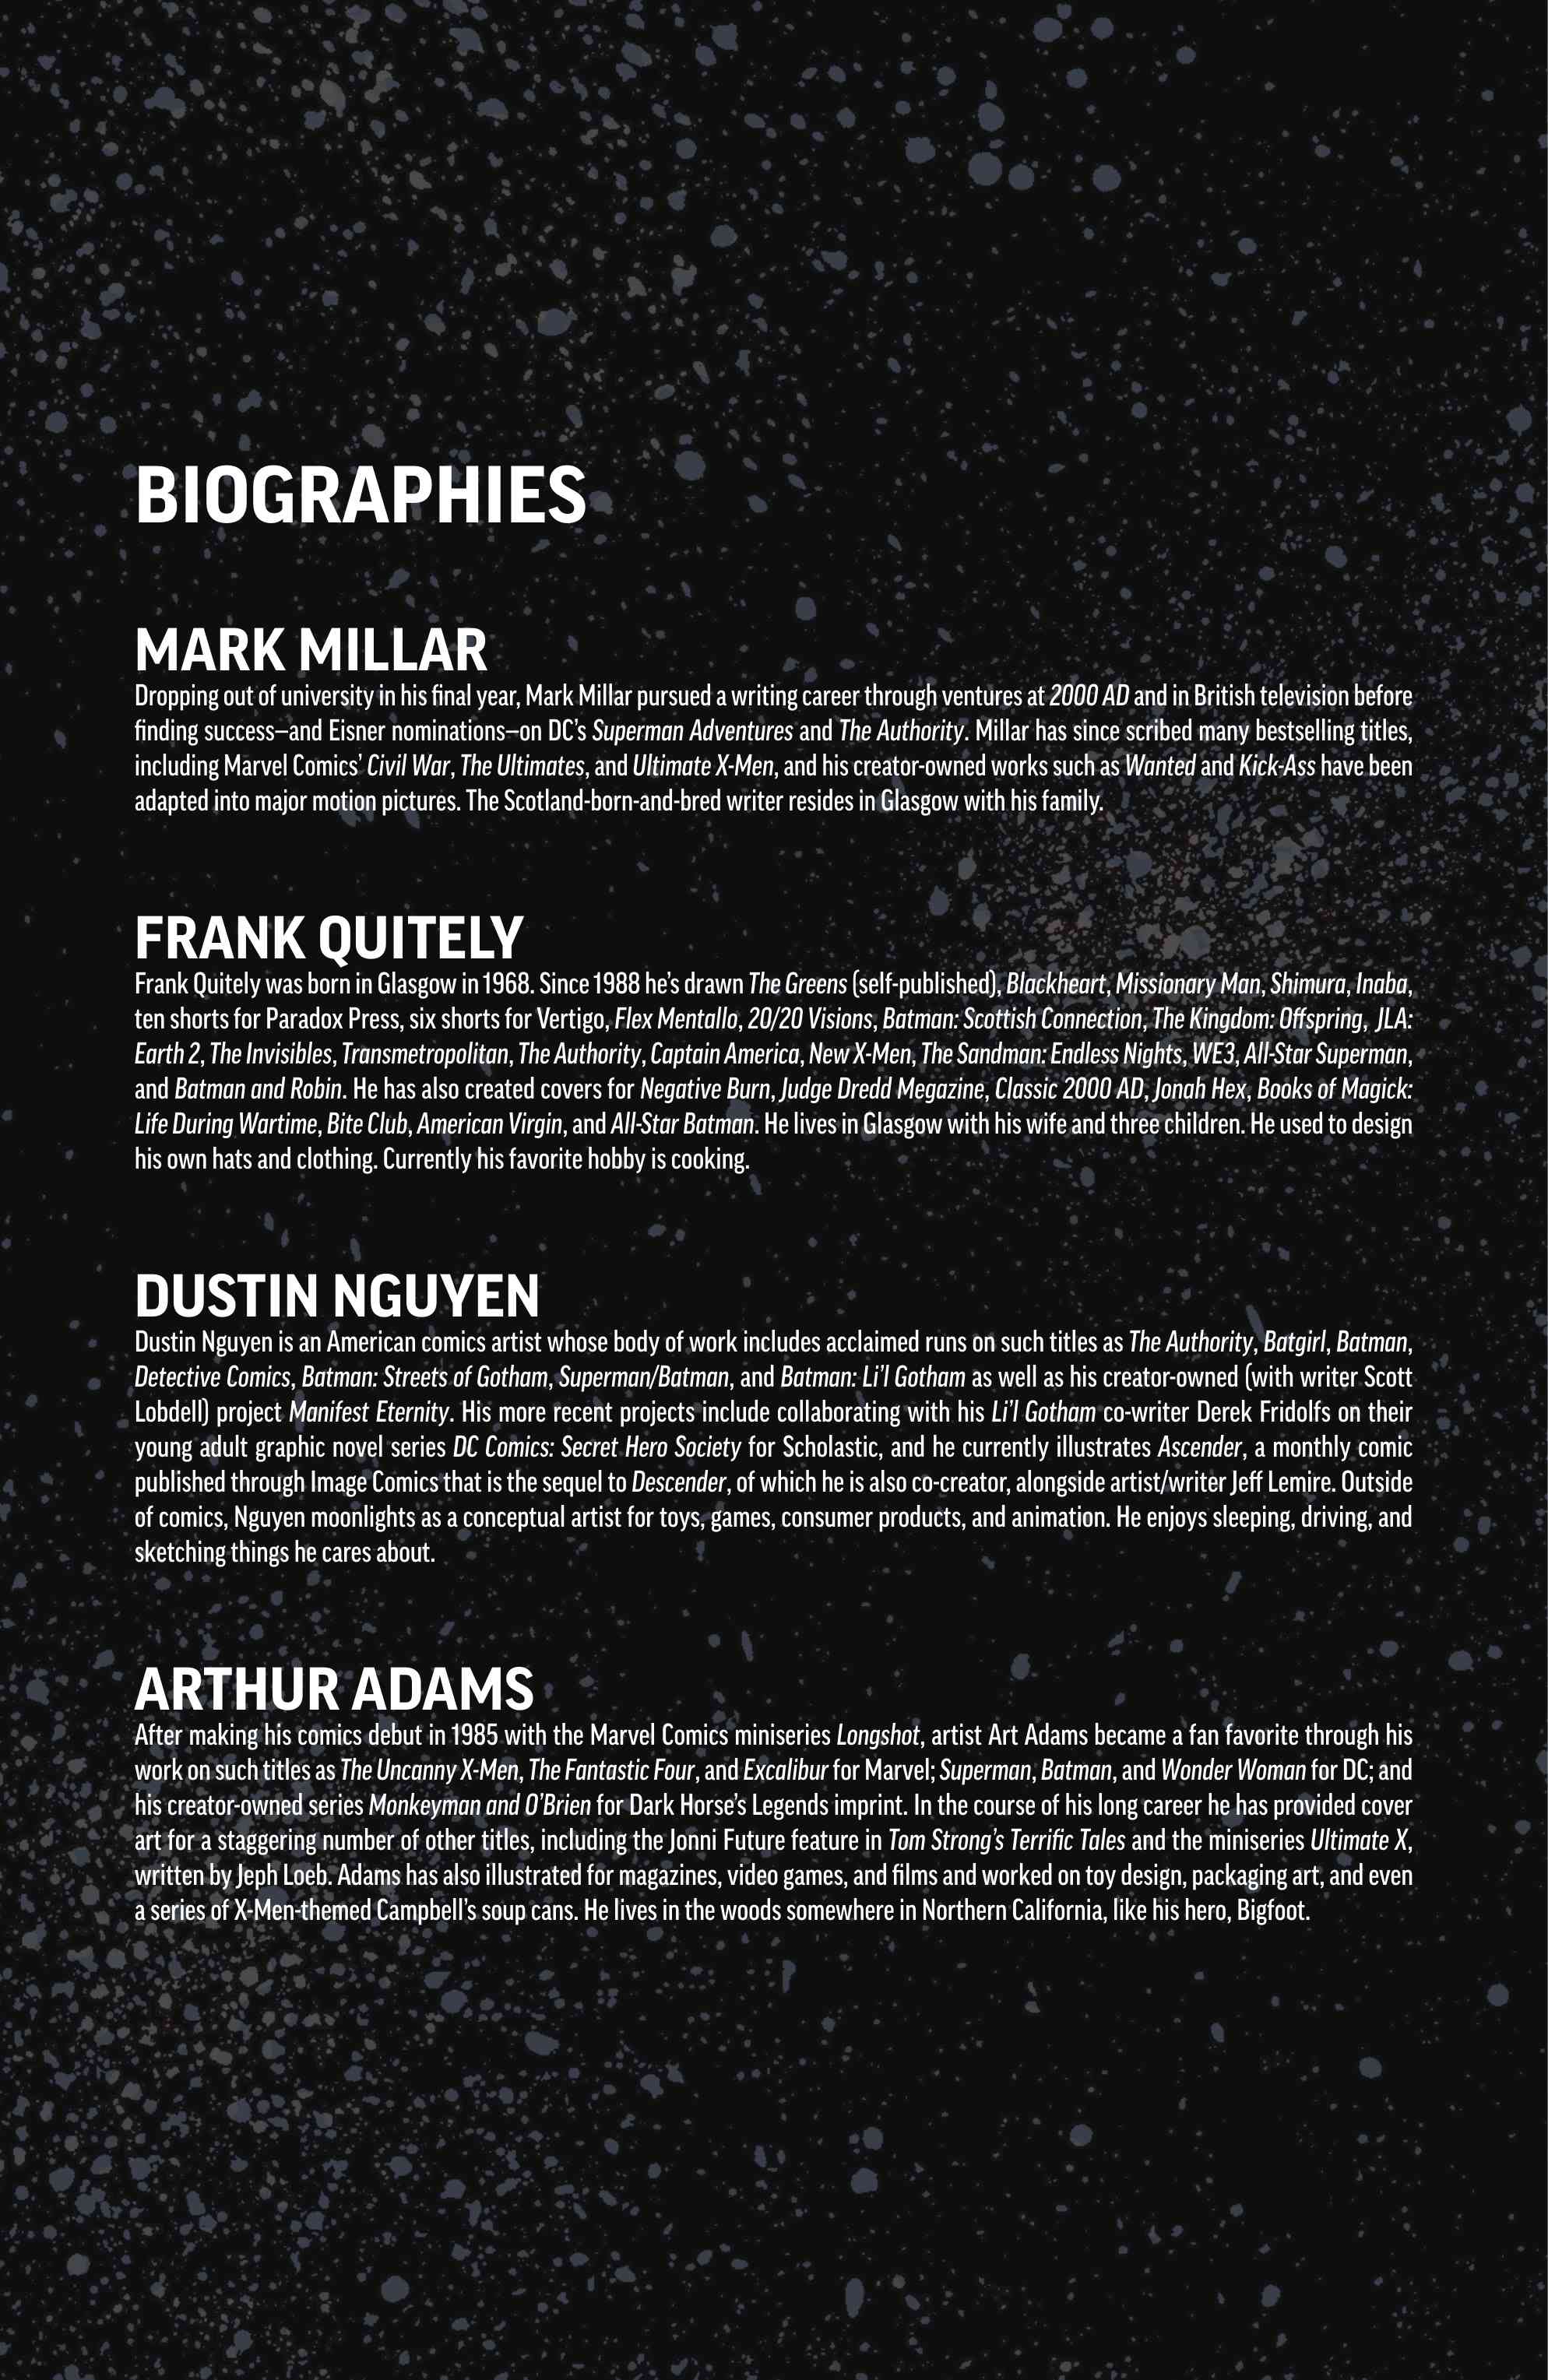 BIOGRAPHIES
MARK MILLAR
Dropping out of university in his final year, Mark Millar pursued a writing career through ventures at 2000 AD and in British television before
finding success—and Eisner nominations—on DC’s Superman Adventures and The Authority. Millar has since scribed many bestselling titles,
including Marvel Comics’ Civil War, The Ultimates, and Ultimate X-Men, and his creator-owned works such as Wanted and Kick-Ass have been
adapted into major motion pictures. The Scotland-born-and-bred writer resides in Glasgow with his family.
FRANK QUITELY
Frank Quitely was born in Glasgow in 1968. Since 1988 he’s drawn The Greens (self-published), Blackheart, Missionary Man, Shimura, Inaba,
ten shorts for Paradox Press, six shorts for Vertigo, Flex Mentallo, 20/20 Visions, Batman: Scottish Connection, The Kingdom: Offspring, JLA:
Earth 2, The Invisibles, Transmetropolitan, The Authority, Captain America, New X-Men, The Sandman: Endless Nights, WE3, All-Star Superman,
and Batman and Robin. He has also created covers for Negative Burn, Judge Dredd Megazine, Classic 2000 AD, Jonah Hex, Books of Magick:
Life During Wartime, Bite Club, American Virgin, and All-Star Batman. He lives in Glasgow with his wife and three children. He used to design
his own hats and clothing. Currently his favorite hobby is cooking.
DUSTIN NGUYEN
Dustin Nguyen is an American comics artist whose body of work includes acclaimed runs on such titles as The Authority, Batgirl, Batman,
Detective Comics, Batman: Streets of Gotham, Superman/Batman, and Batman: Li’l Gotham as well as his creator-owned (with writer Scott
Lobdell) project Manifest Eternity. His more recent projects include collaborating with his Li’l Gotham co-writer Derek Fridolfs on their
young adult graphic novel series DC Comics: Secret Hero Society for Scholastic, and he currently illustrates Ascender, a monthly comic
published through Image Comics that is the sequel to Descender, of which he is also co-creator, alongside artist/writer Jeff Lemire. Outside
of comics, Nguyen moonlights as a conceptual artist for toys, games, consumer products, and animation. He enjoys sleeping, driving, and
sketching things he cares about.
ARTHUR ADAMS
After making his comics debut in 1985 with the Marvel Comics miniseries Longshot, artist Art Adams became a fan favorite through his
work on such titles as The Uncanny X-Men, The Fantastic Four, and Excalibur for Marvel; Superman, Batman, and Wonder Woman for DC; and
his creator-owned series Monkeyman and O’Brien for Dark Horse’s Legends imprint. In the course of his long career he has provided cover
art for a staggering number of other titles, including the Jonni Future feature in Tom Strong’s Terrific Tales and the miniseries Ultimate X,
written by Jeph Loeb. Adams has also illustrated for magazines, video games, and films and worked on toy design, packaging art, and even
a series of X-Men-themed Campbell’s soup cans. He lives in the woods somewhere in Northern California, like his hero, Bigfoot.